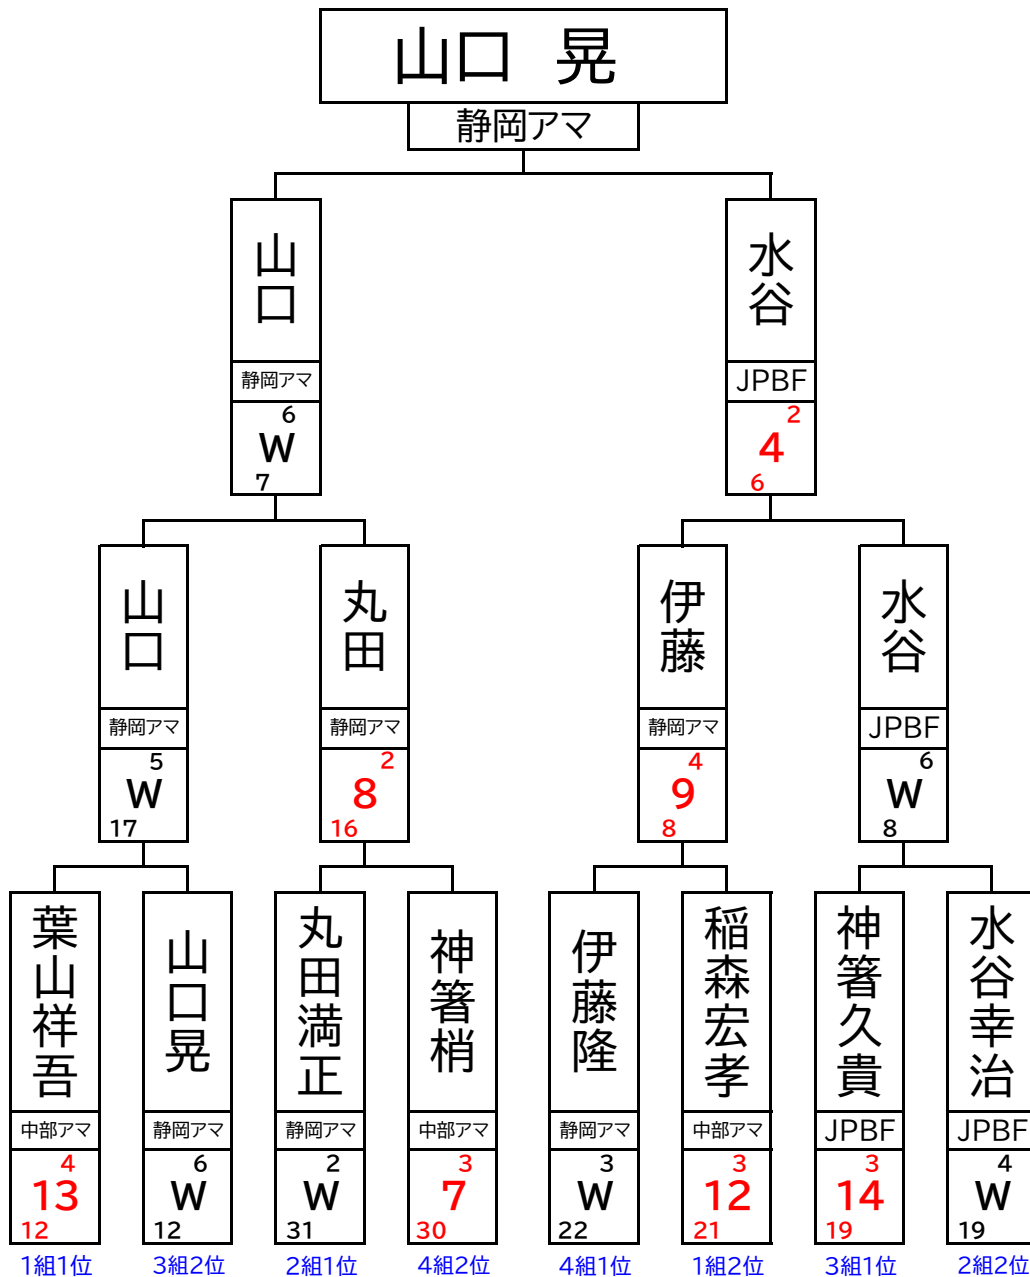 山口 晃
静岡アマ
山口
静岡アマ
6
W
7
水谷
JPBF
2
4
6
山口
静岡アマ
5
W
17
丸田
静岡アマ
2
8
16
伊藤
静岡アマ
4
9
8
水谷
JPBF
6
W
8
葉山祥吾
中部アマ
4
13
12
1組1位
山口晃
静岡アマ
6
W
12
3組2位
丸田満正
静岡アマ
2
W
31
2組1位
神箸梢
中部アマ
3
7
30
4組2位
伊藤隆
静岡アマ
3
W
22
4組1位
稲森宏孝
中部アマ
3
12
21
1組2位
神箸久貴
JPBF
3
14
19
3組1位
水谷幸治
JPBF
4
W
19
2組2位